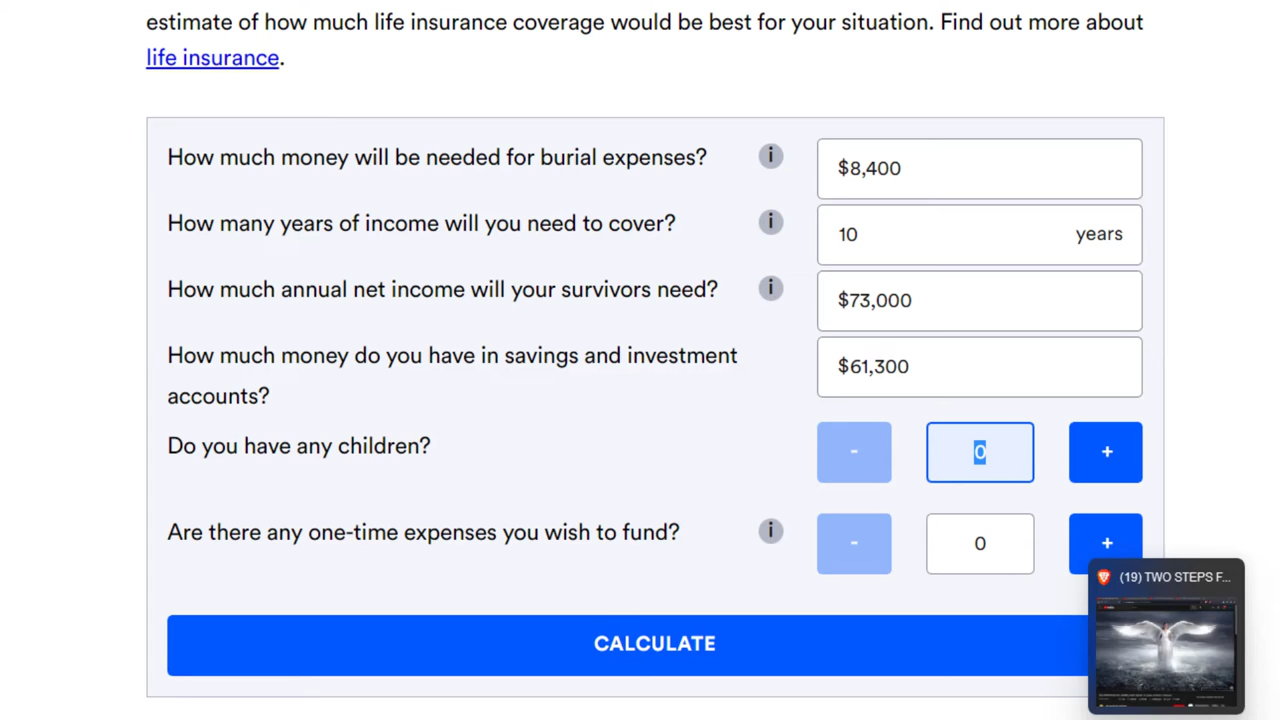 estimate of how much life insurance coverage would be best for your situation. Find out more about
life insurance.
How much money will be needed for burial expenses?
i
$8,400
How many years of income will you need to cover?
i
10
years
How much annual net income will your survivors need?
i
$73,000
How much money do you have in savings and investment
accounts?
$61,300
Do you have any children?
-
0
+
Are there any one-time expenses you wish to fund?
i
-
0
+
(19) TWO STEPS F...
CALCULATE